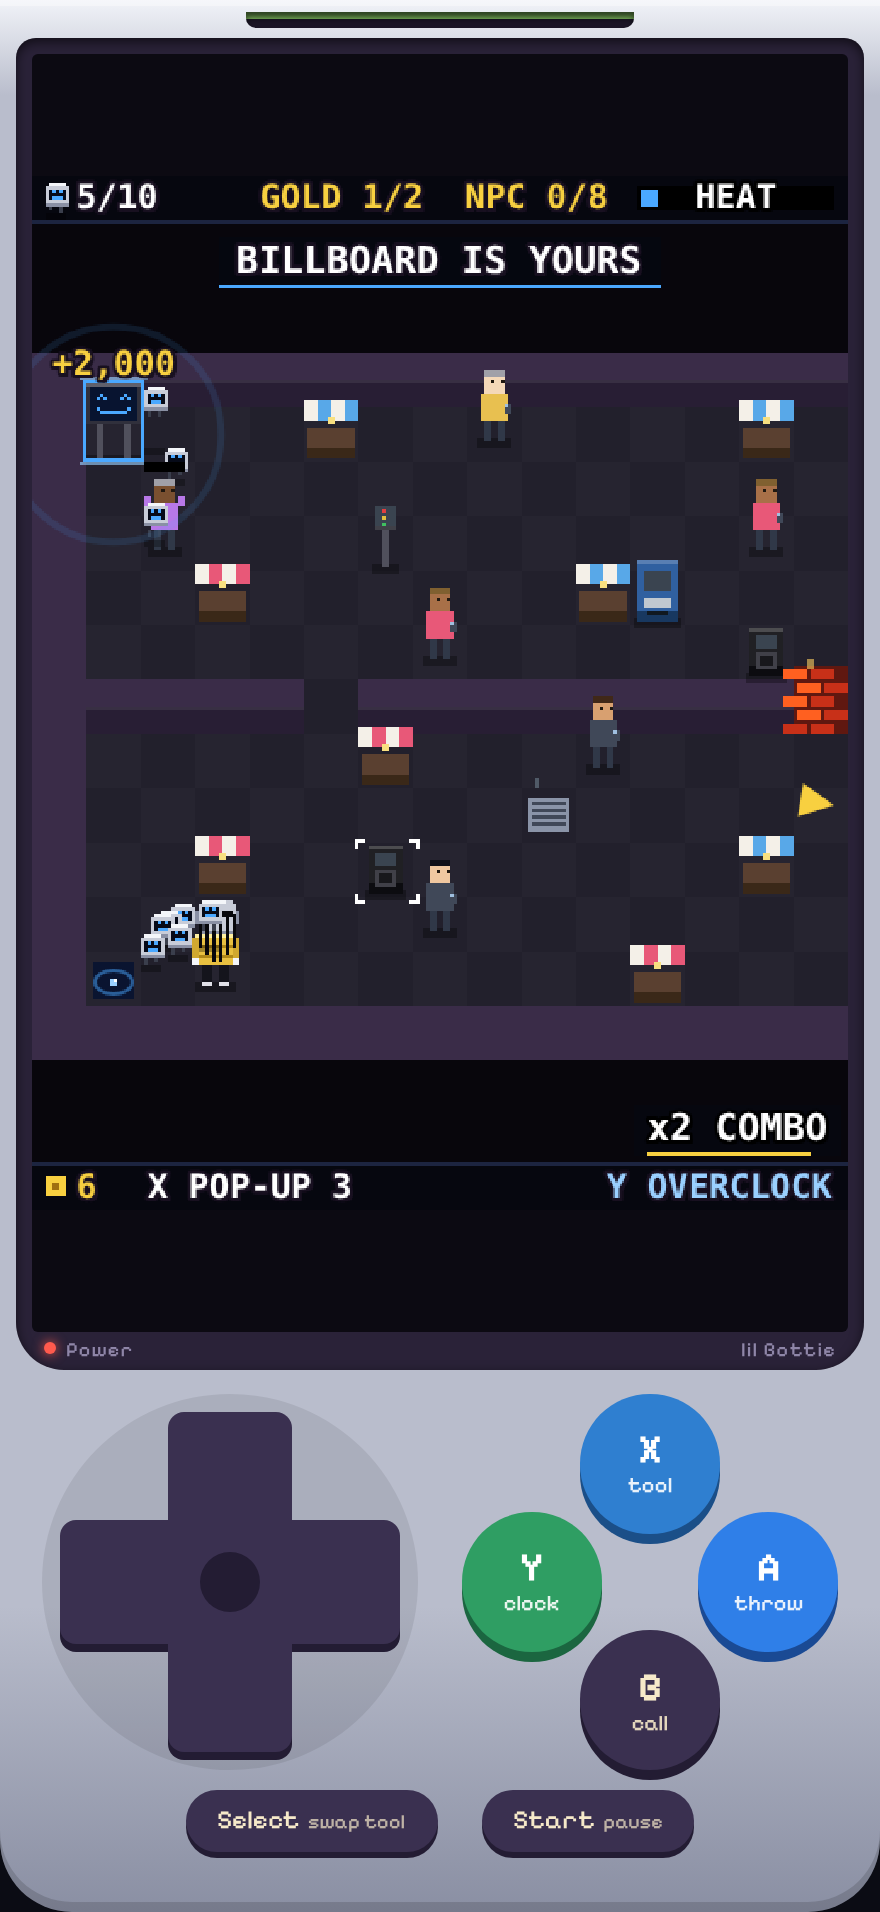 5/10 GOLD 1/2 NPC 0/8 HEAT
BILLBOARD IS YOURS
+2,000
x2 COMBO
6 X POP-UP 3 Y OVERCLOCK
Power lil Bottie
X
tool
Y
clock
A
throw
B
call
Select swap tool Start pause